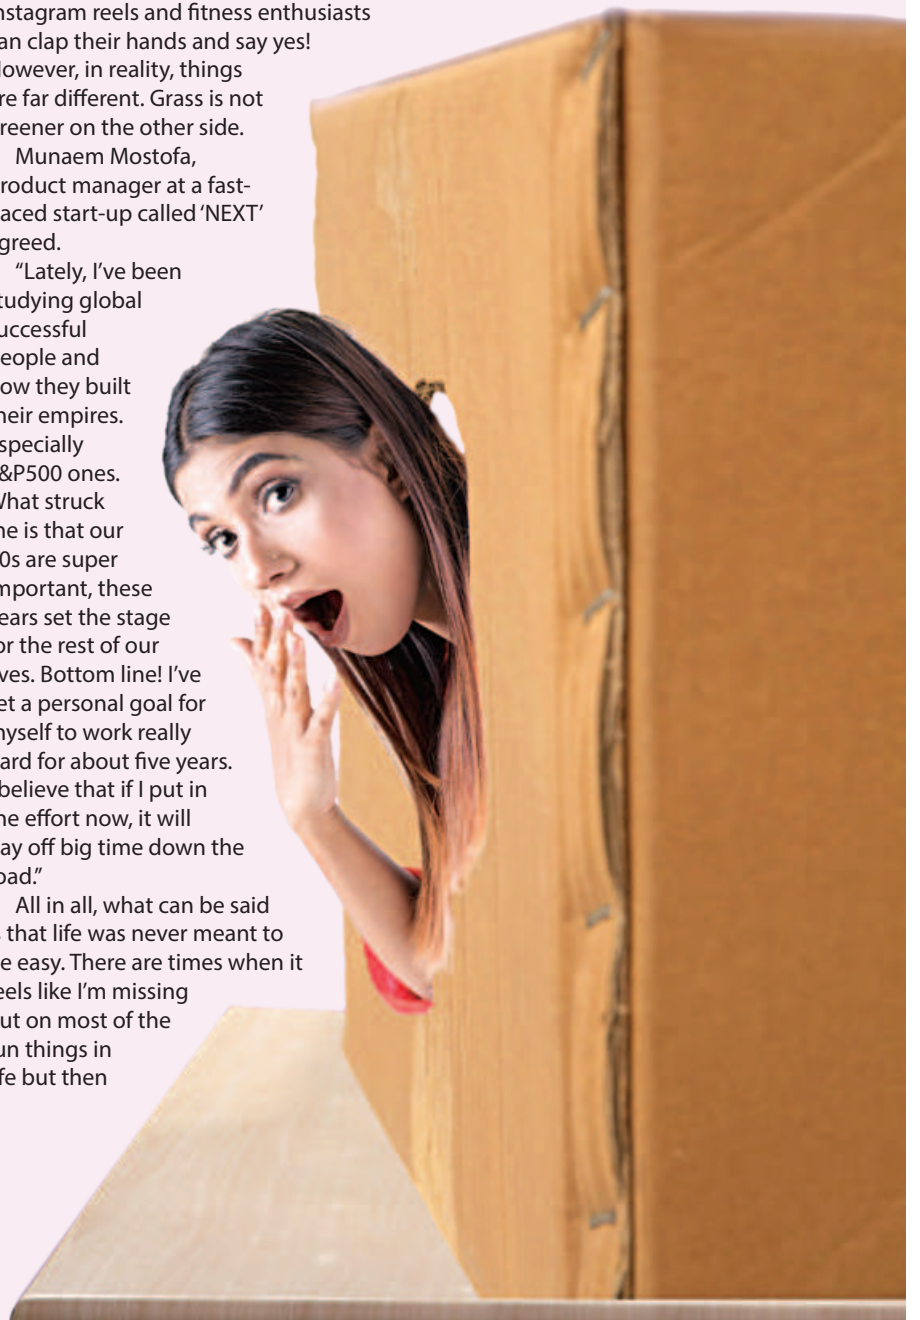 nstagram reels and fitness enthusiasts
an clap their hands and say yes!
owever, in reality, things
re far different. Grass is not
reener on the other side.
Munaem Mostofa,
roduct manager at a fast-
aced start-up called ‘NEXT’
greed.
“Lately, I’ve been
tudying global
uccessful
eople and
ow they built
heir empires.
specially
&P500 ones.
What struck
me is that our
0s are super
mportant, these
ears set the stage
or the rest of our
ves. Bottom line! I’ve
et a personal goal for
myself to work really
ard for about five years.
believe that if I put in
he effort now, it will
ay off big time down the
oad.”
All in all, what can be said
s that life was never meant to
e easy. There are times when it
eels like I’m missing
ut on most of the
un things in
fe but then